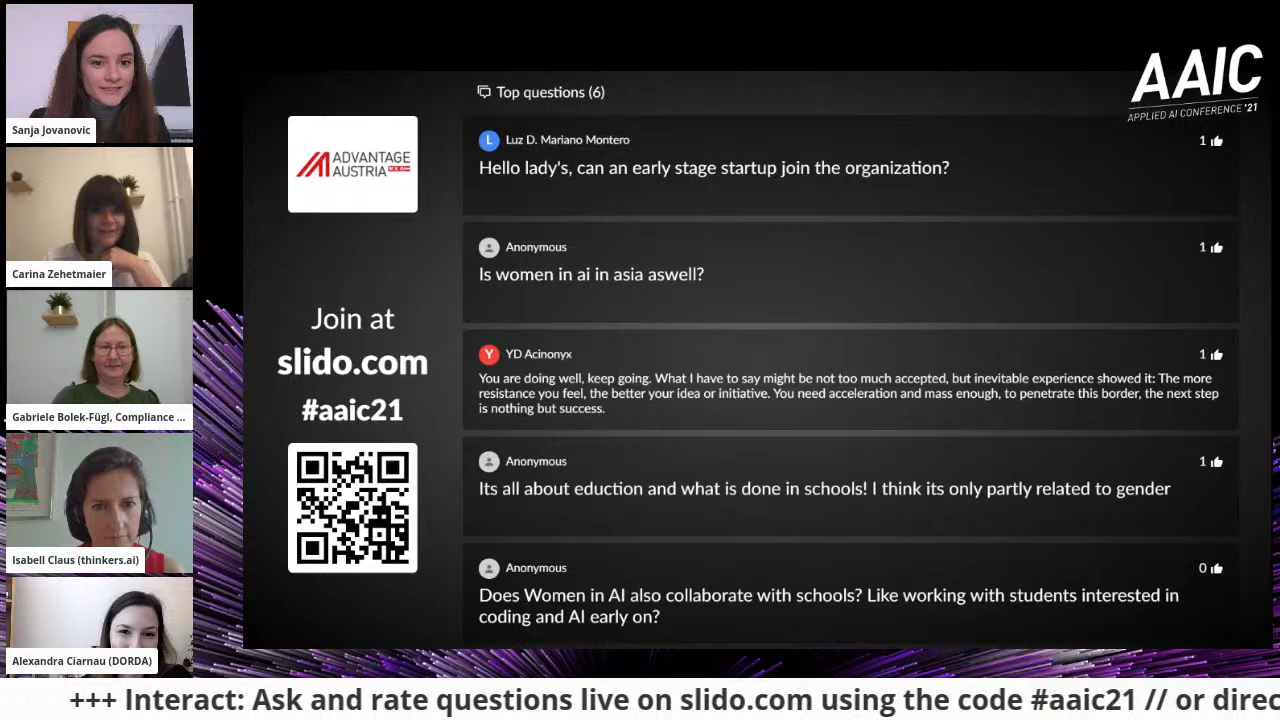 Sanja Jovanovic
Carina Zehetmaier
Gabriele Bolek-Fügl, Compliance ...
Isabell Claus (thinkers.ai)
Alexandra Ciarnau (DORDA)
ADVANTAGE
AUSTRIA
Join at
slido.com
#aaic21
Top questions (6)
L
Luz D. Mariano Montero
1
Hello lady's, can an early stage startup join the organization?
Anonymous
1
Is women in ai in asia aswell?
Y
YD Acinonyx
1
You are doing well, keep going. What I have to say might be not too much accepted, but inevitable experience showed it: The more
resistance you feel, the better your idea or initiative. You need acceleration and mass enough, to penetrate this border, the next step
is nothing but success.
Anonymous
1
Its all about eduction and what is done in schools! I think its only partly related to gender
Anonymous
0
Does Women in AI also collaborate with schools? Like working with students interested in
coding and AI early on?
AAIC
APPLIED AI CONFERENCE '21
+++ Interact: Ask and rate questions live on slido.com using the code #aaic21 // or direc